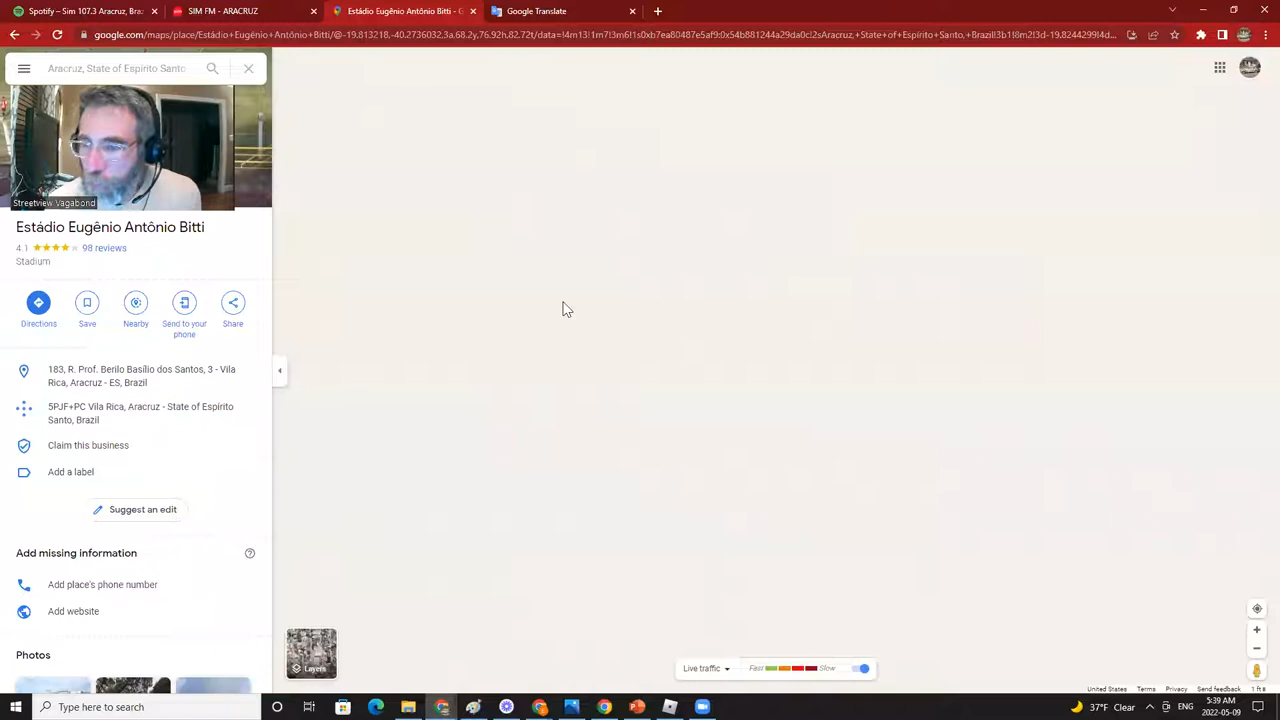 Spotify – Sim 107.3 Aracruz, Bra
SIM FM - ARACRUZ
Estádio Eugênio Antônio Bitti - G
Google Translate
google.com/maps/place/Estádio+Eugênio+Antônio+Bitti/@-19.813218,-40.2736032,3a,68.2y,76.92h,82.72t/data=!4m13!1m7!3m6!1s0xb7ea80487e5af9:0x54b881244a29da0c!2sAracruz,+State+of+Espírito+Santo,+Brazil!3b1!8m2!3d-19.8244299!4d...
Aracruz, State of Espírito Santo
Streetview Vagabond
Estádio Eugênio Antônio Bitti
4.1 98 reviews
Stadium
Directions
Save
Nearby
Send to your
phone
Share
183, R. Prof. Berilo Basílio dos Santos, 3 - Vila
Rica, Aracruz - ES, Brazil
5PJF+PC Vila Rica, Aracruz - State of Espírito
Santo, Brazil
Claim this business
Add a label
Suggest an edit
Add missing information
Add place's phone number
Add website
Photos
Layers
Live traffic
Fast
Slow
United States
Terms
Privacy
Send feedback
1 ft
Type here to search
37°F Clear
ENG
5:39 AM
2022-05-09